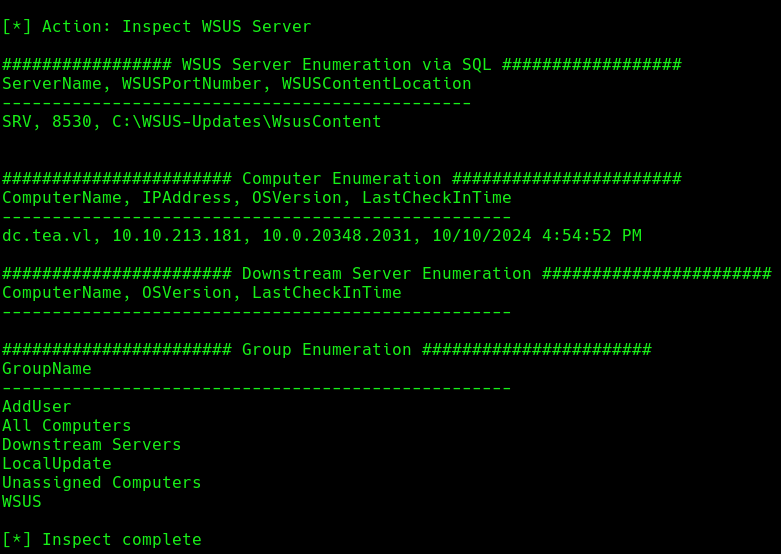 [*] Action: Inspect WSUS Server
################# WSUS Server Enumeration via SQL ##################
ServerName, WSUSPortNumber, WSUSContentLocation
-----------------------------------------------
SRV, 8530, C:\WSUS-Updates\WsusContent
####################### Computer Enumeration #######################
ComputerName, IPAddress, OSVersion, LastCheckInTime
---------------------------------------------------
dc.tea.vl, 10.10.213.181, 10.0.20348.2031, 10/10/2024 4:54:52 PM
####################### Downstream Server Enumeration #######################
ComputerName, OSVersion, LastCheckInTime
---------------------------------------------------
####################### Group Enumeration #######################
GroupName
---------------------------------------------------
AddUser
All Computers
Downstream Servers
LocalUpdate
Unassigned Computers
WSUS
[*] Inspect complete